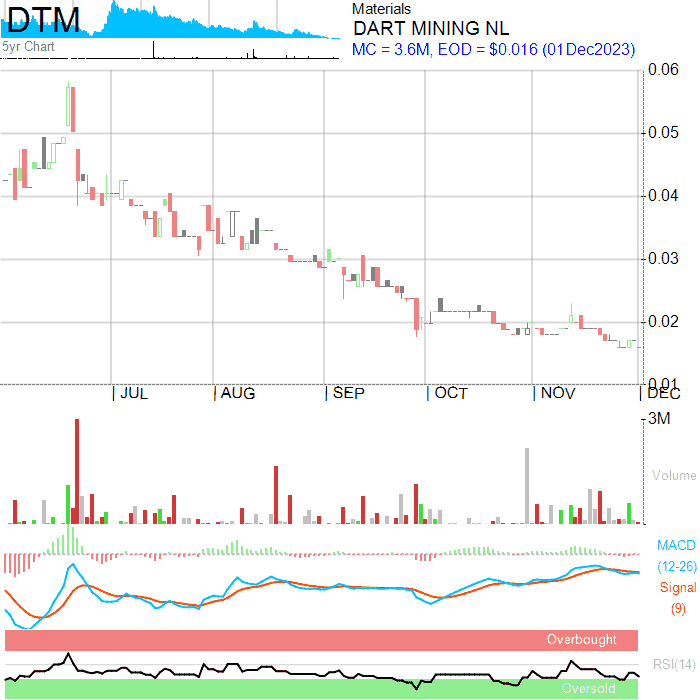 DTM
5yr Chart
Materials
DART MINING NL
MC = 3.6M, EOD = $0.016 (01Dec2023)
0.06
0.05
0.04
0.03
0.02
0.01
JUL AUG SEP OCT NOV DEC
3M
Volume
MACD
(12-26)
Signal
(9)
Overbought
RSI(14)
Oversold